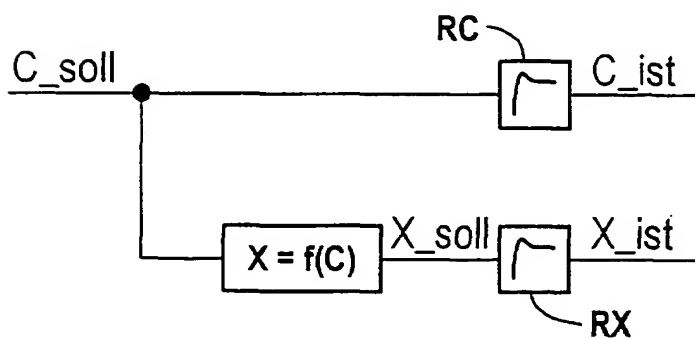 RC
C_soll
C_ist
X = f(C)
X_soll
X_ist
RX